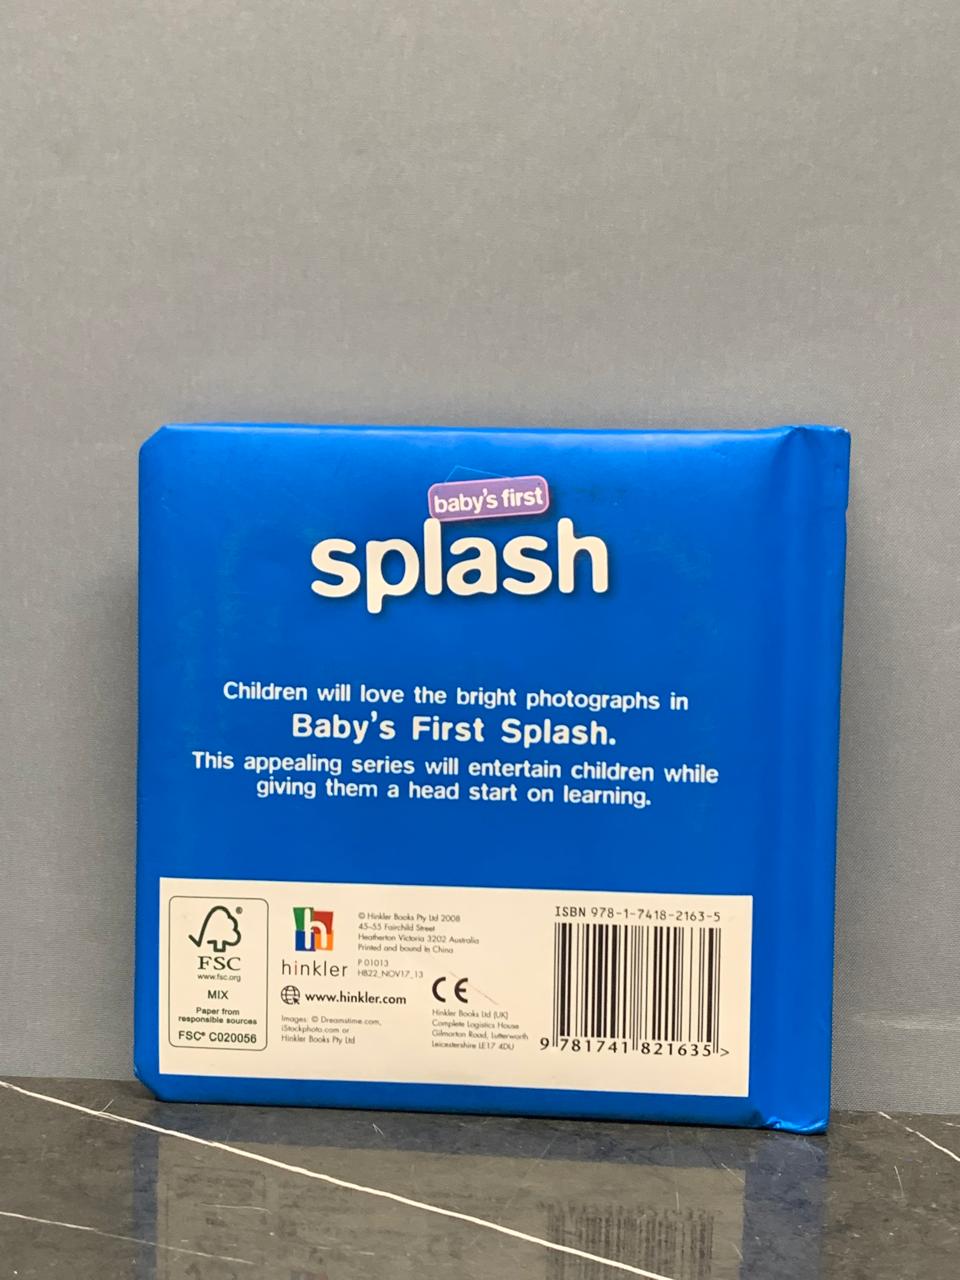 baby's first
splash
Children will love the bright photographs in
Baby's First Splash.
This appealing series will entertain children while
giving them a head start on learning.
®
FSC
www.fsc.org
MIX
Paper from
responsible sources
FSC® C020056
h
hinkler
www.hinkler.com
Images: © Dreamstime.com,
iStockphoto.com or
Hinkler Books Pty Ltd
© Hinkler Books Pty Ltd 2008
45–55 Fairchild Street
Heatherton Victoria 3202 Australia
Printed and bound in China
P 01013
HB22_NOV17_13
CE
Hinkler Books Ltd (UK)
Complete Logistics House
Gilmorton Road, Lutterworth
Leicestershire LE17 4DU
ISBN 978-1-7418-2163-5
9 781741 821635 >